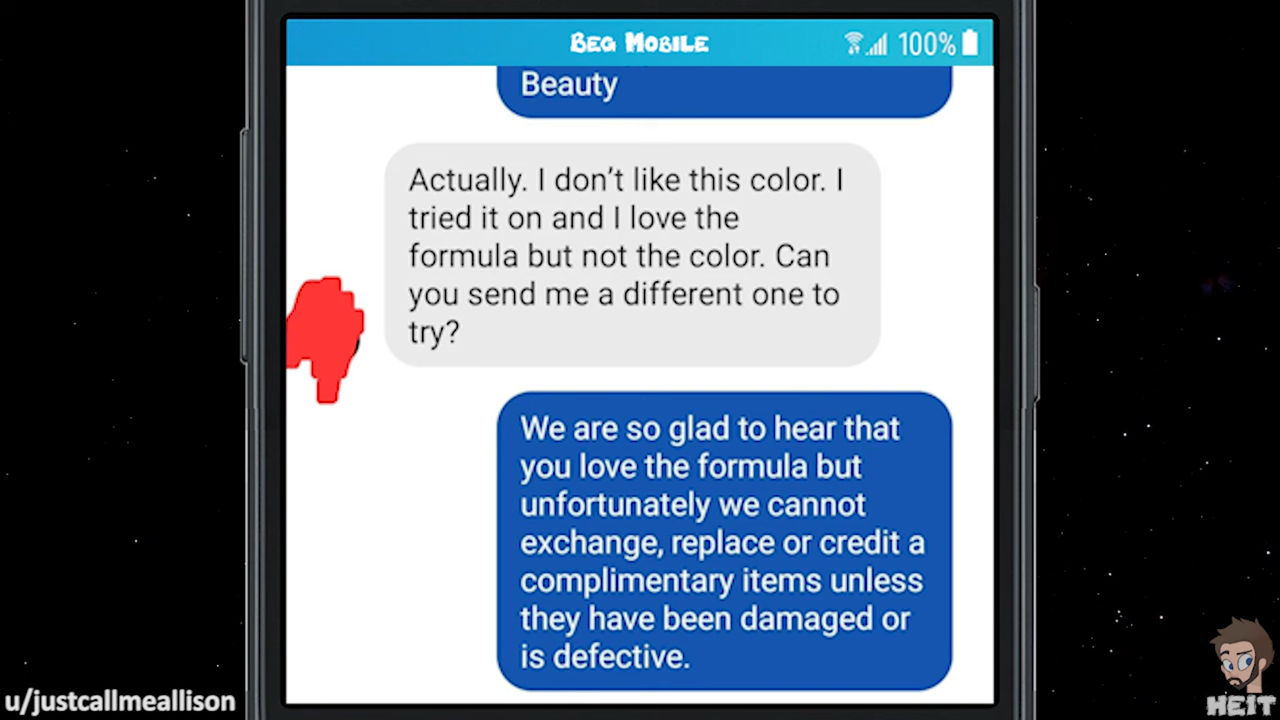 Beg Mobile
100%
Beauty
Actually. I don’t like this color. I
tried it on and I love the
formula but not the color. Can
you send me a different one to
try?
We are so glad to hear that
you love the formula but
unfortunately we cannot
exchange, replace or credit a
complimentary items unless
they have been damaged or
is defective.
u/justcallmeallison
HEIT